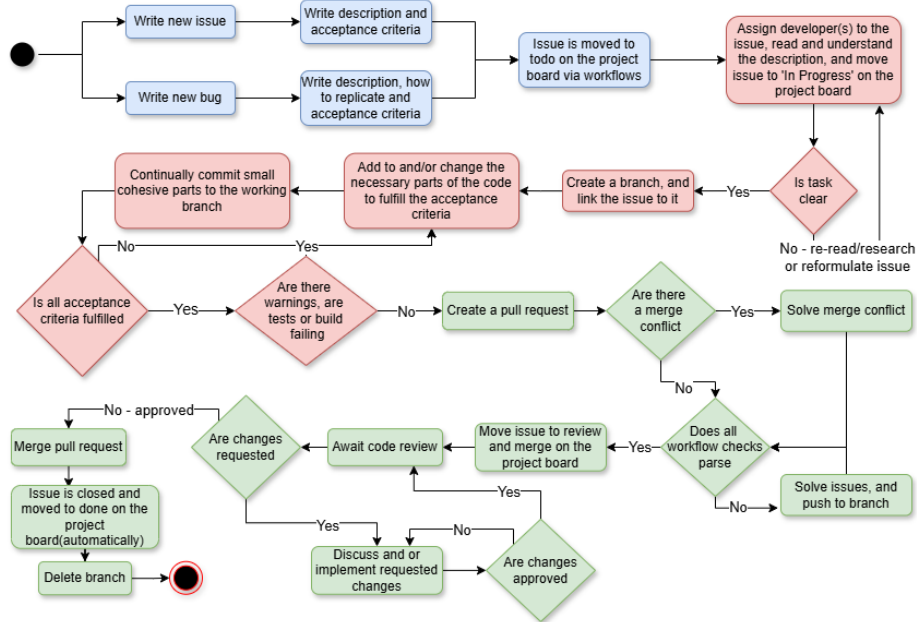 Write new issue
Write description and
acceptance criteria
Write new bug
Write description, how
to replicate and
acceptance criteria
Issue is moved to
todo on the project
board via workflows
Assign developer(s) to the
issue, read and understand
the description, and move
issue to 'In Progress' on the
project board
Is task
clear
No - re-read/research
or reformulate issue
Yes
Create a branch, and
link the issue to it
Add to and/or change the
necessary parts of the code
to fulfill the acceptance
criteria
Continually commit small
cohesive parts to the working
branch
Is all acceptance
criteria fulfilled
No
Yes
Are there
warnings, are
tests or build
failing
Yes
No
Create a pull request
Are there
a merge
conflict
Yes
Solve merge conflict
No
Does all
workflow checks
parse
No
Solve issues, and
push to branch
Yes
Move issue to review
and merge on the
project board
Await code review
Are changes
requested
Yes
Discuss and or
implement requested
changes
Are changes
approved
No
Yes
No - approved
Merge pull request
Issue is closed and
moved to done on the
project
board(automatically)
Delete branch